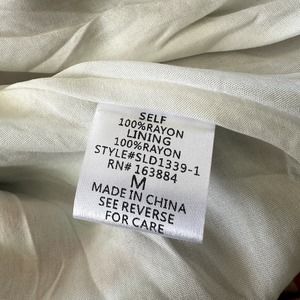 SELF
100%RAYON
LINING
100%RAYON
STYLE#SLD1339-1
RN# 163884
M
MADE IN CHINA
SEE REVERSE
FOR CARE